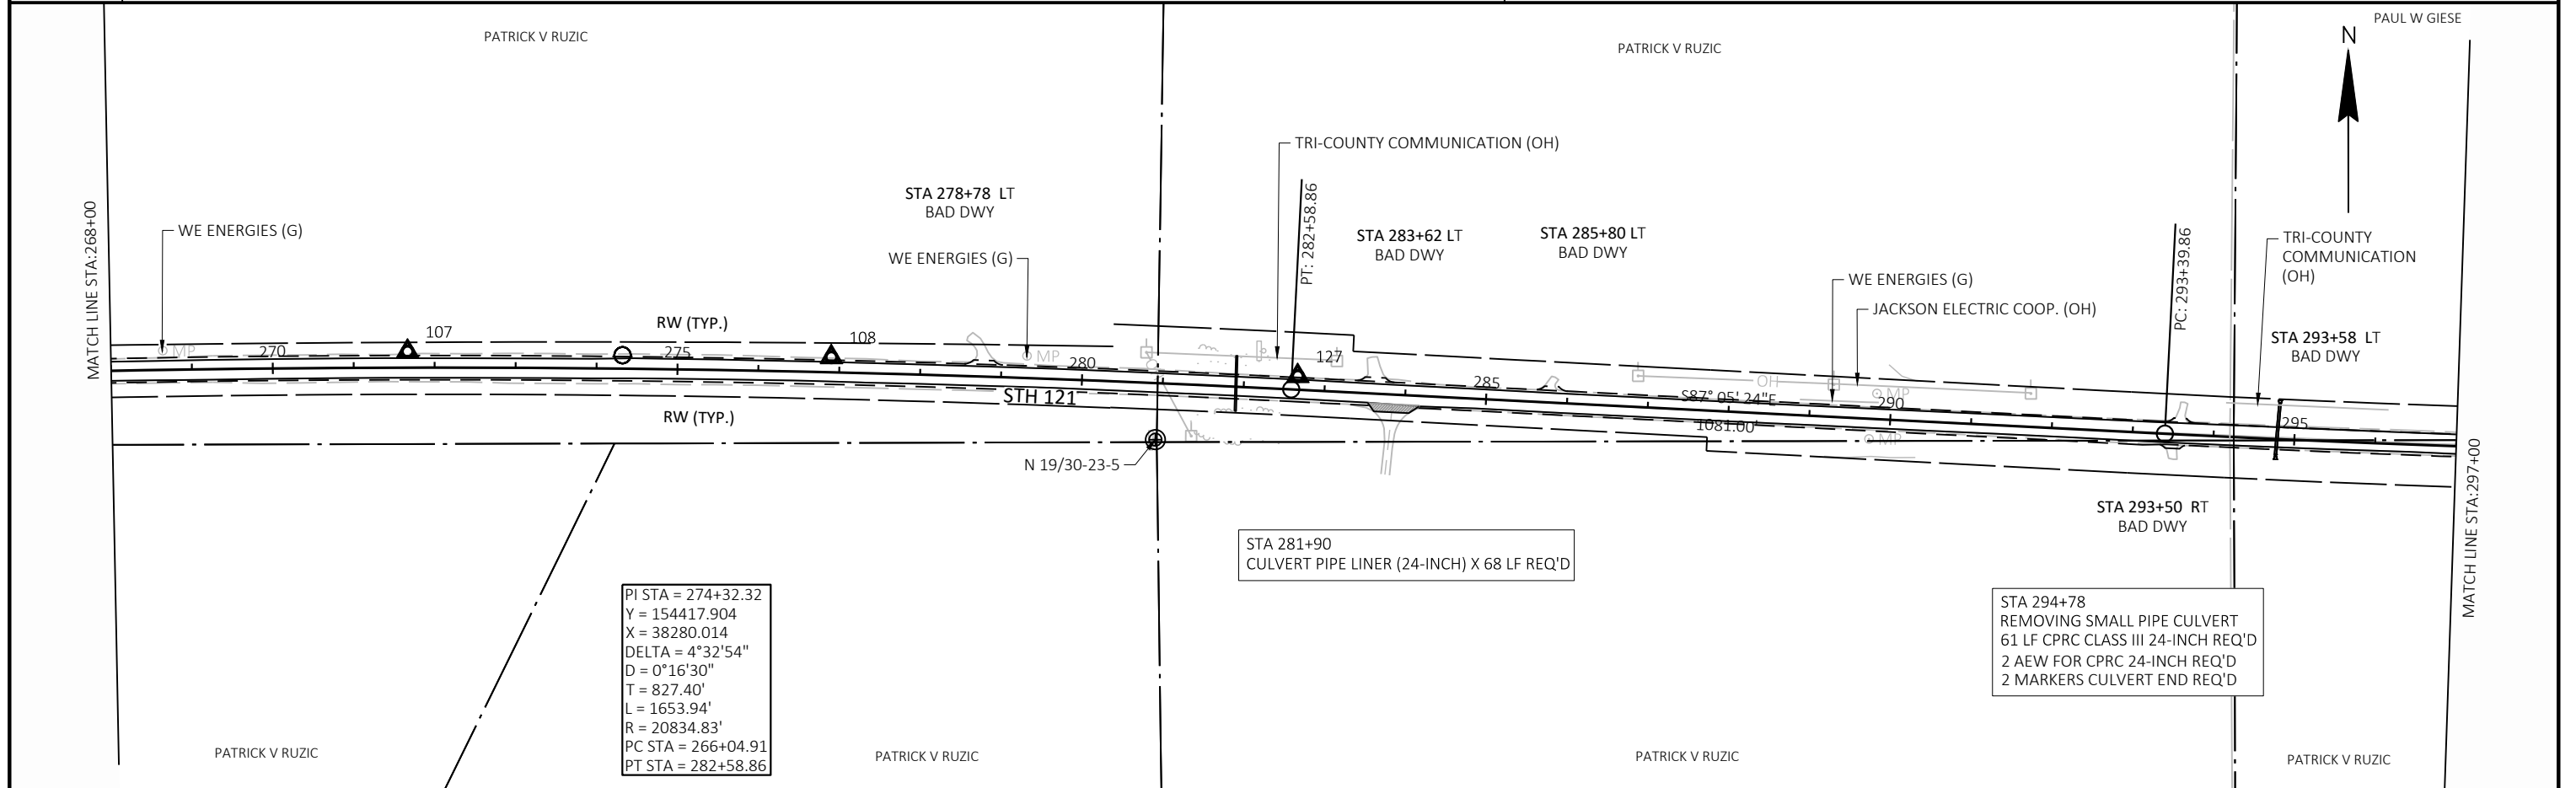 PATRICK V RUZIC
PATRICK V RUZIC
PAUL W GIESE
N
MATCH LINE STA:268+00
WE ENERGIES (G)
STA 278+78 LT
BAD DWY
WE ENERGIES (G)
TRI-COUNTY COMMUNICATION (OH)
PT: 282+58.86
STA 283+62 LT
BAD DWY
STA 285+80 LT
BAD DWY
WE ENERGIES (G)
JACKSON ELECTRIC COOP. (OH)
PC: 293+39.86
TRI-COUNTY
COMMUNICATION
(OH)
STA 293+58 LT
BAD DWY
RW (TYP.)
107
108
127
MP
270
275
MP
280
285
OH
MP
290
295
STH 121
S87° 05' 24"E
1081.00'
MP
RW (TYP.)
N 19/30-23-5
STA 293+50 RT
BAD DWY
MATCH LINE STA:297+00
STA 281+90
CULVERT PIPE LINER (24-INCH) X 68 LF REQ'D
PI STA = 274+32.32
Y = 154417.904
X = 38280.014
DELTA = 4°32'54"
D = 0°16'30"
T = 827.40'
L = 1653.94'
R = 20834.83'
PC STA = 266+04.91
PT STA = 282+58.86
STA 294+78
REMOVING SMALL PIPE CULVERT
61 LF CPRC CLASS III 24-INCH REQ'D
2 AEW FOR CPRC 24-INCH REQ'D
2 MARKERS CULVERT END REQ'D
PATRICK V RUZIC
PATRICK V RUZIC
PATRICK V RUZIC
PATRICK V RUZIC